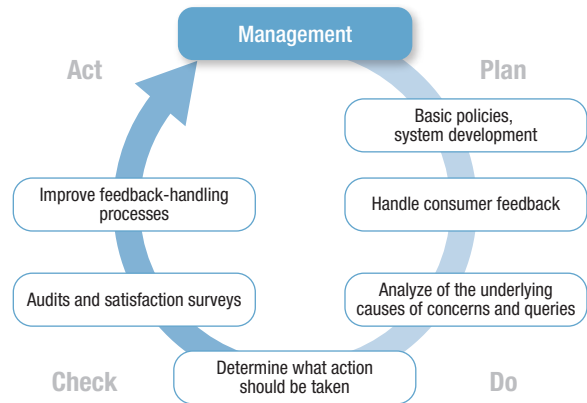 Management
Act
Plan
Basic policies,
system development
Improve feedback-handling
processes
Handle consumer feedback
Audits and satisfaction surveys
Analyze of the underlying
causes of concerns and queries
Determine what action
should be taken
Check
Do